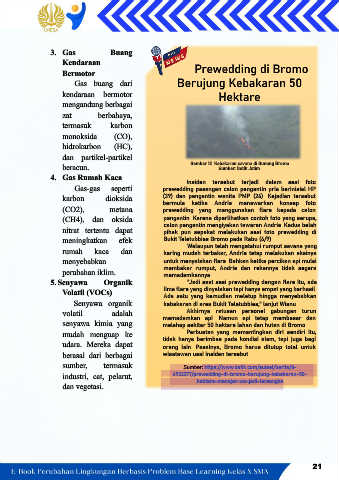 3. Gas Buang
Kendaraan
Bermotor
Gas buang dari
kendaraan bermotor
mengandung berbagai
zat berbahaya,
termasuk karbon
monoksida (CO),
hidrokarbon (HC),
dan partikel-partikel
beracun.
4. Gas Rumah Kaca
Gas-gas seperti
karbon dioksida
(CO2), metana
(CH4), dan oksida
nitrat tertentu dapat
meningkatkan efek
rumah kaca dan
menyebabkan
perubahan iklim.
5. Senyawa Organik
Volatil (VOCs)
Senyawa organik
volatil adalah
senyawa kimia yang
mudah menguap ke
udara. Mereka dapat
berasal dari berbagai
sumber, termasuk
industri, cat, pelarut,
dan vegetasi.
NEWS
Prewedding di Bromo
Berujung Kebakaran 50
Hektare
Gambar 12 Kebakaran savana di Gunung Bromo
Sumber: Detik Jatim
Insiden tersebut terjadi dalam sesi foto
prewedding pasangan calon pengantin pria berinisial HP
(39) dan pengantin wanita PMP (26) Kejadian tersebut
bermula ketika Andrie menawarkan konsep foto
prewedding yang menggunakan flare kepada calon
pengantin Karena diperlihatkan contoh foto yang serupa,
calon pengantin mengiyakan tawaran Andrie Kedua belah
pihak pun sepakat melakukan sesi foto prewedding di
Bukit Teletubbies Bromo pada Rabu (6/9)
Walaupun telah mengetahui rumput savana yang
kering mudah terbakar, Andrie tetap melakukan aksinya
untuk menyalakan flare Bahkan ketika percikan api mulai
membakar rumput, Andrie dan rekannya tidak segera
memadamkannya
"Jadi saat sesi prewedding dengan flare itu, ada
lima flare yang dinyalakan tapi hanya empat yang berhasil
Ada satu yang kemudian meletup hingga menyebabkan
kebakaran di area Bukit Teletubbies," lanjut Wisnu
Akhirnya ratusan personel gabungan turun
memadamkan api Namun api tetap membesar dan
melahap sekitar 50 hektare lahan dan hutan di Bromo
Perbuatan yang mementingkan diri sendiri itu,
tidak hanya berimbas pada kondisi alam, tapi juga bagi
orang lain Pasalnya, Bromo harus ditutup total untuk
wisatawan usai insiden tersebut
Sumber: https://www.detik.com/sulsel/berita/d-
/prewedding-di-bromo-berujung-kebakaran-50-
hektare-manajer-wo-jadi-tersangka
E-Book Perubahan Lingkungan Berbasis Problem Base Learning Kelas X SMA
21